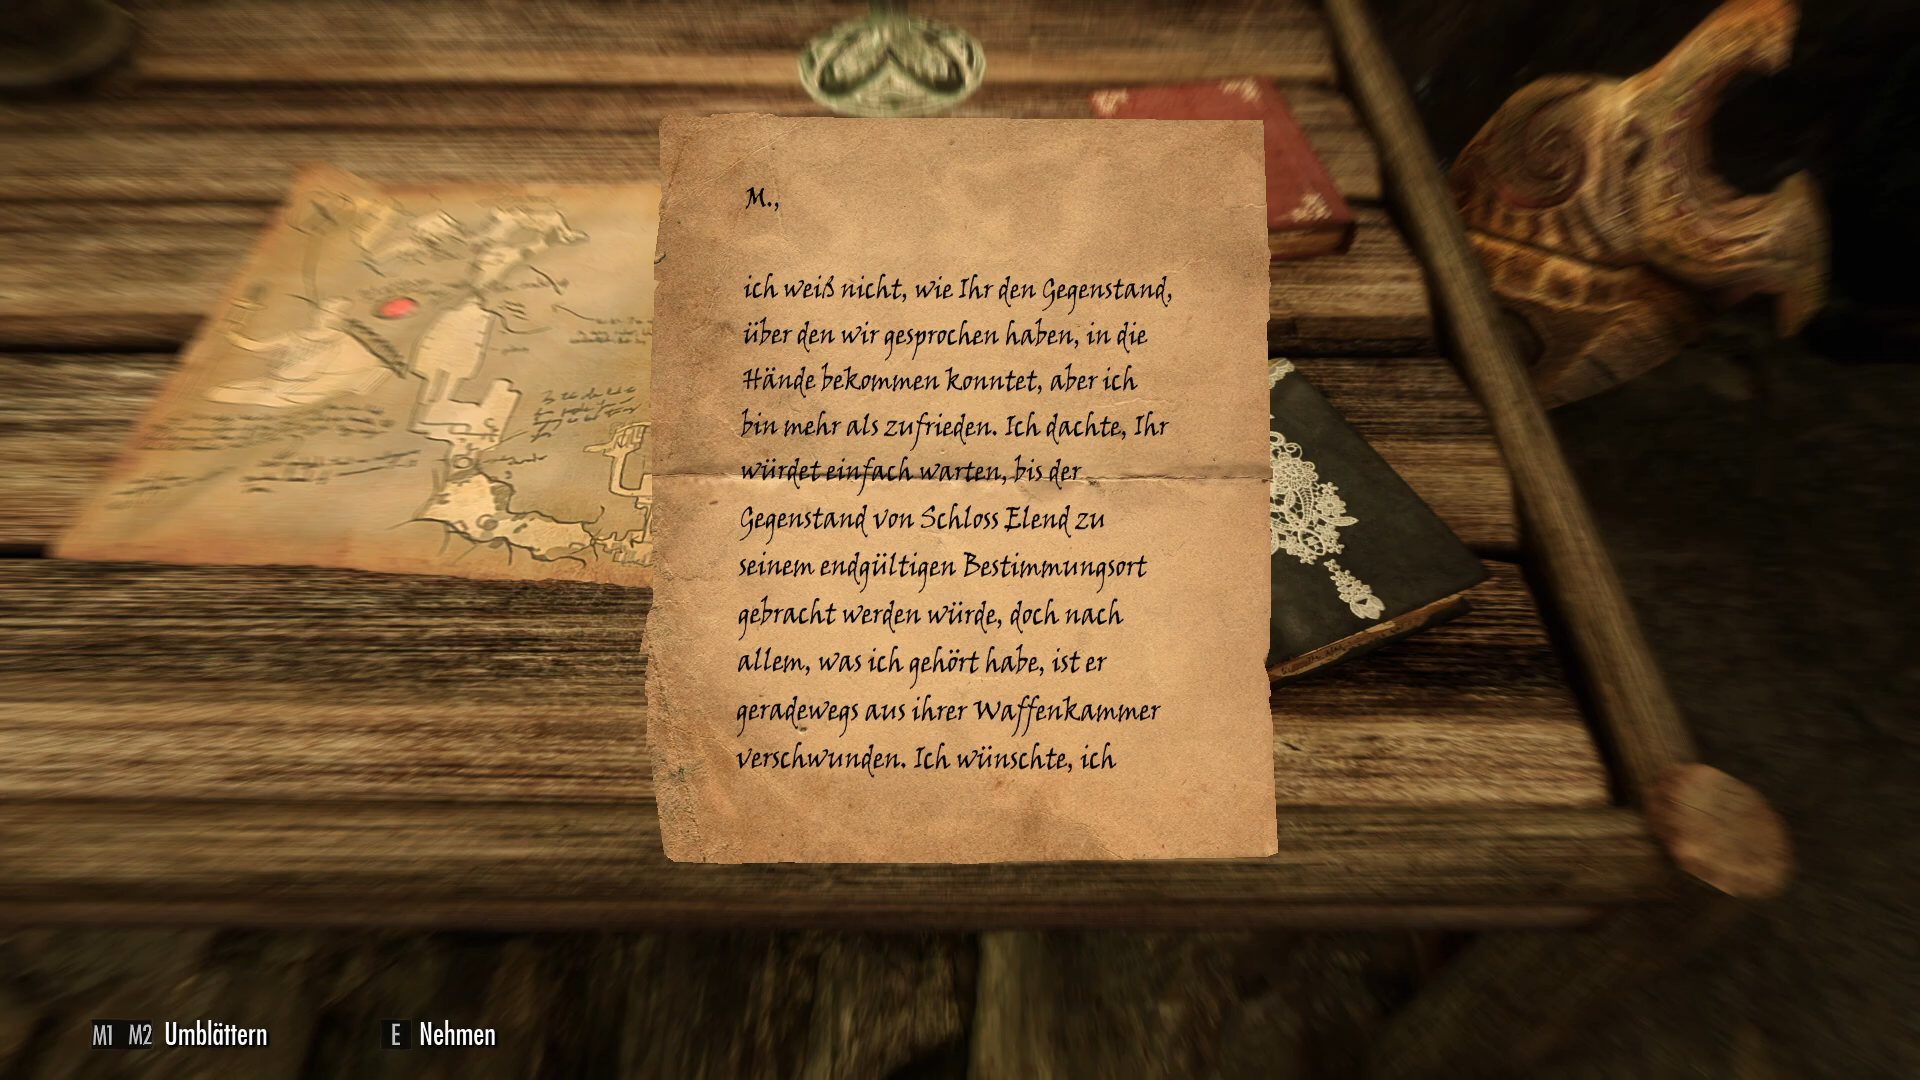 M.,
ich weiß nicht, wie Ihr den Gegenstand,
über den wir gesprochen haben, in die
Hände bekommen konntet, aber ich
bin mehr als zufrieden. Ich dachte, Ihr
würdet einfach warten, bis der
Gegenstand von Schloss Elend zu
seinem endgültigen Bestimmungsort
gebracht werden würde, doch nach
allem, was ich gehört habe, ist er
geradewegs aus ihrer Waffenkammer
verschwunden. Ich wünschte, ich
M1 M2 Umblättern
E Nehmen